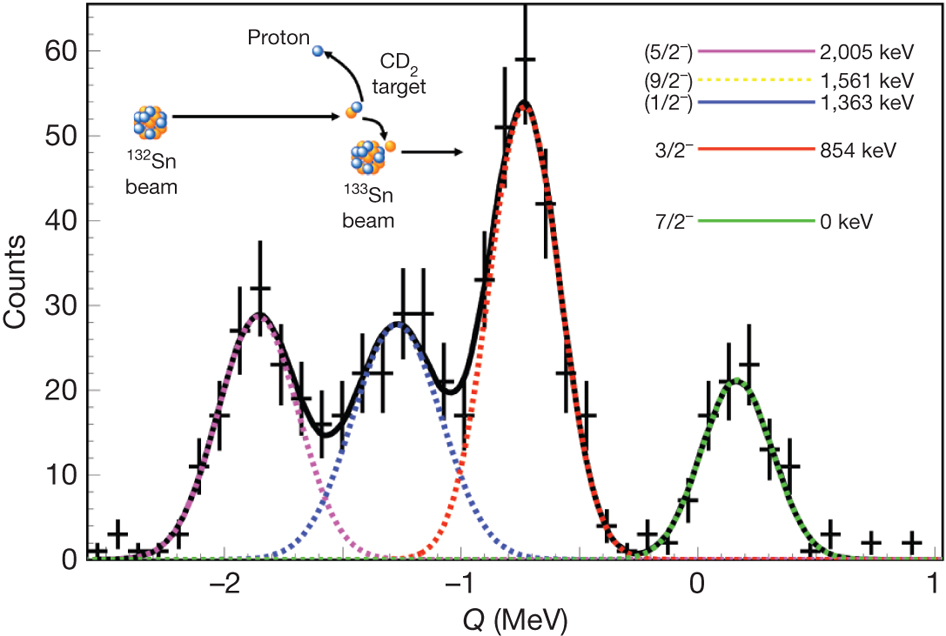 60
50
40
30
20
10
0
Counts
−2
−1
0
1
Q (MeV)
Proton
CD₂
target
¹³²Sn
beam
¹³³Sn
beam
(5/2⁻) 2,005 keV
(9/2⁻) 1,561 keV
(1/2⁻) 1,363 keV
3/2⁻ 854 keV
7/2⁻ 0 keV